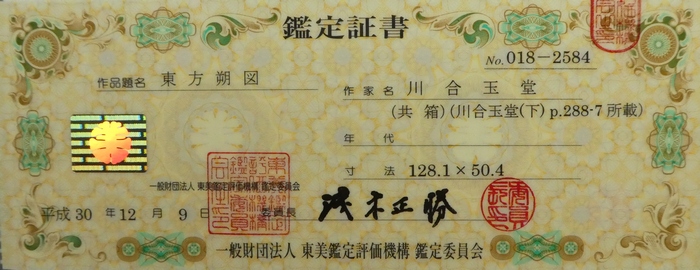 鑑定証書
No. 018-2584
作品題名 東方朔図
作家名 川合玉堂
(共箱)(川合玉堂(下) p.288-7所載)
年代
寸法 128.1×50.4
一般財団法人 東美鑑定評価機構 鑑定委員会
平成30年12月9日 委員長
木正勝
一般財団法人 東美鑑定評価機構 鑑定委員会